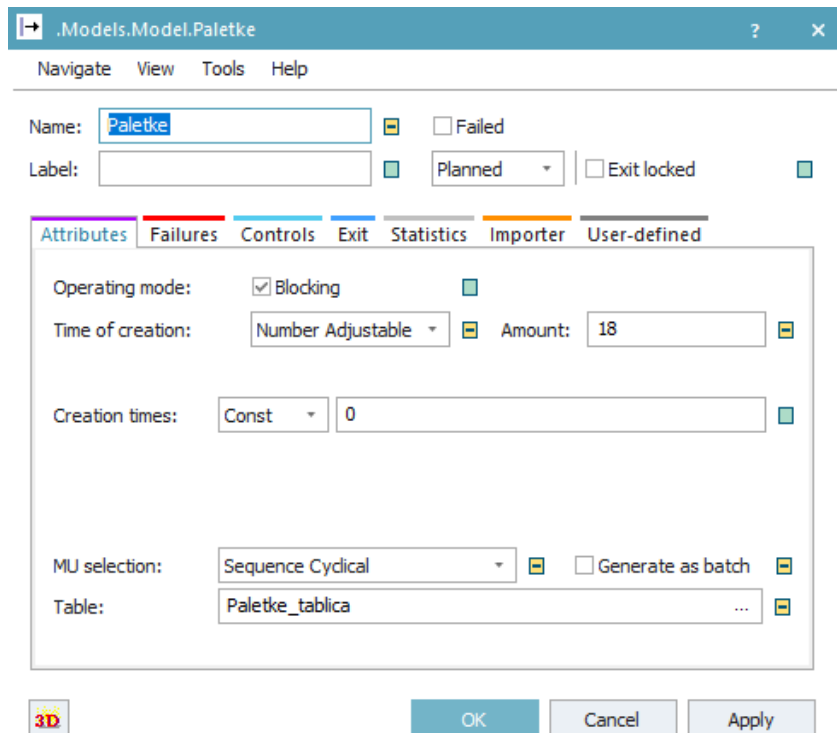 .Models.Model.Paletke ? ×
Navigate View Tools Help
Name: Paletke Failed
Label: Planned Exit locked
Attributes Failures Controls Exit Statistics Importer User-defined
Operating mode: Blocking
Time of creation: Number Adjustable Amount: 18
Creation times: Const 0
MU selection: Sequence Cyclical Generate as batch
Table: Paletke_tablica ...
3D OK Cancel Apply